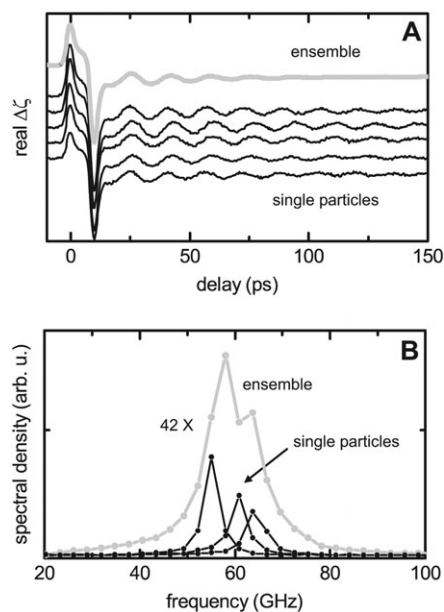 A
ensemble
real Δζ
single particles
0
50
100
150
delay (ps)
B
ensemble
42 X
single particles
spectral density (arb. u.)
20
40
60
80
100
frequency (GHz)